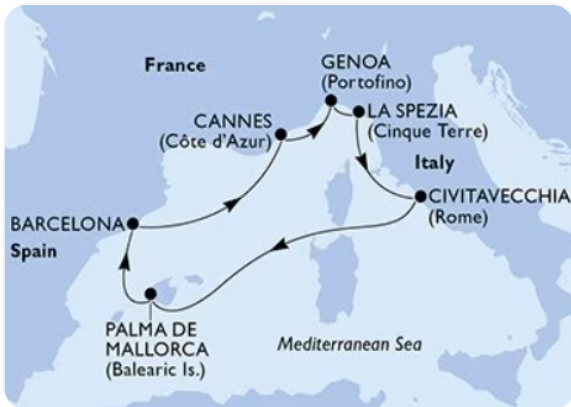 France
GENOA
(Portofino)
CANNES
(Côte d'Azur)
LA SPEZIA
(Cinque Terre)
Italy
CIVITAVECCHIA
(Rome)
BARCELONA
Spain
PALMA DE
MALLORCA
(Balearic Is.)
Mediterranean Sea